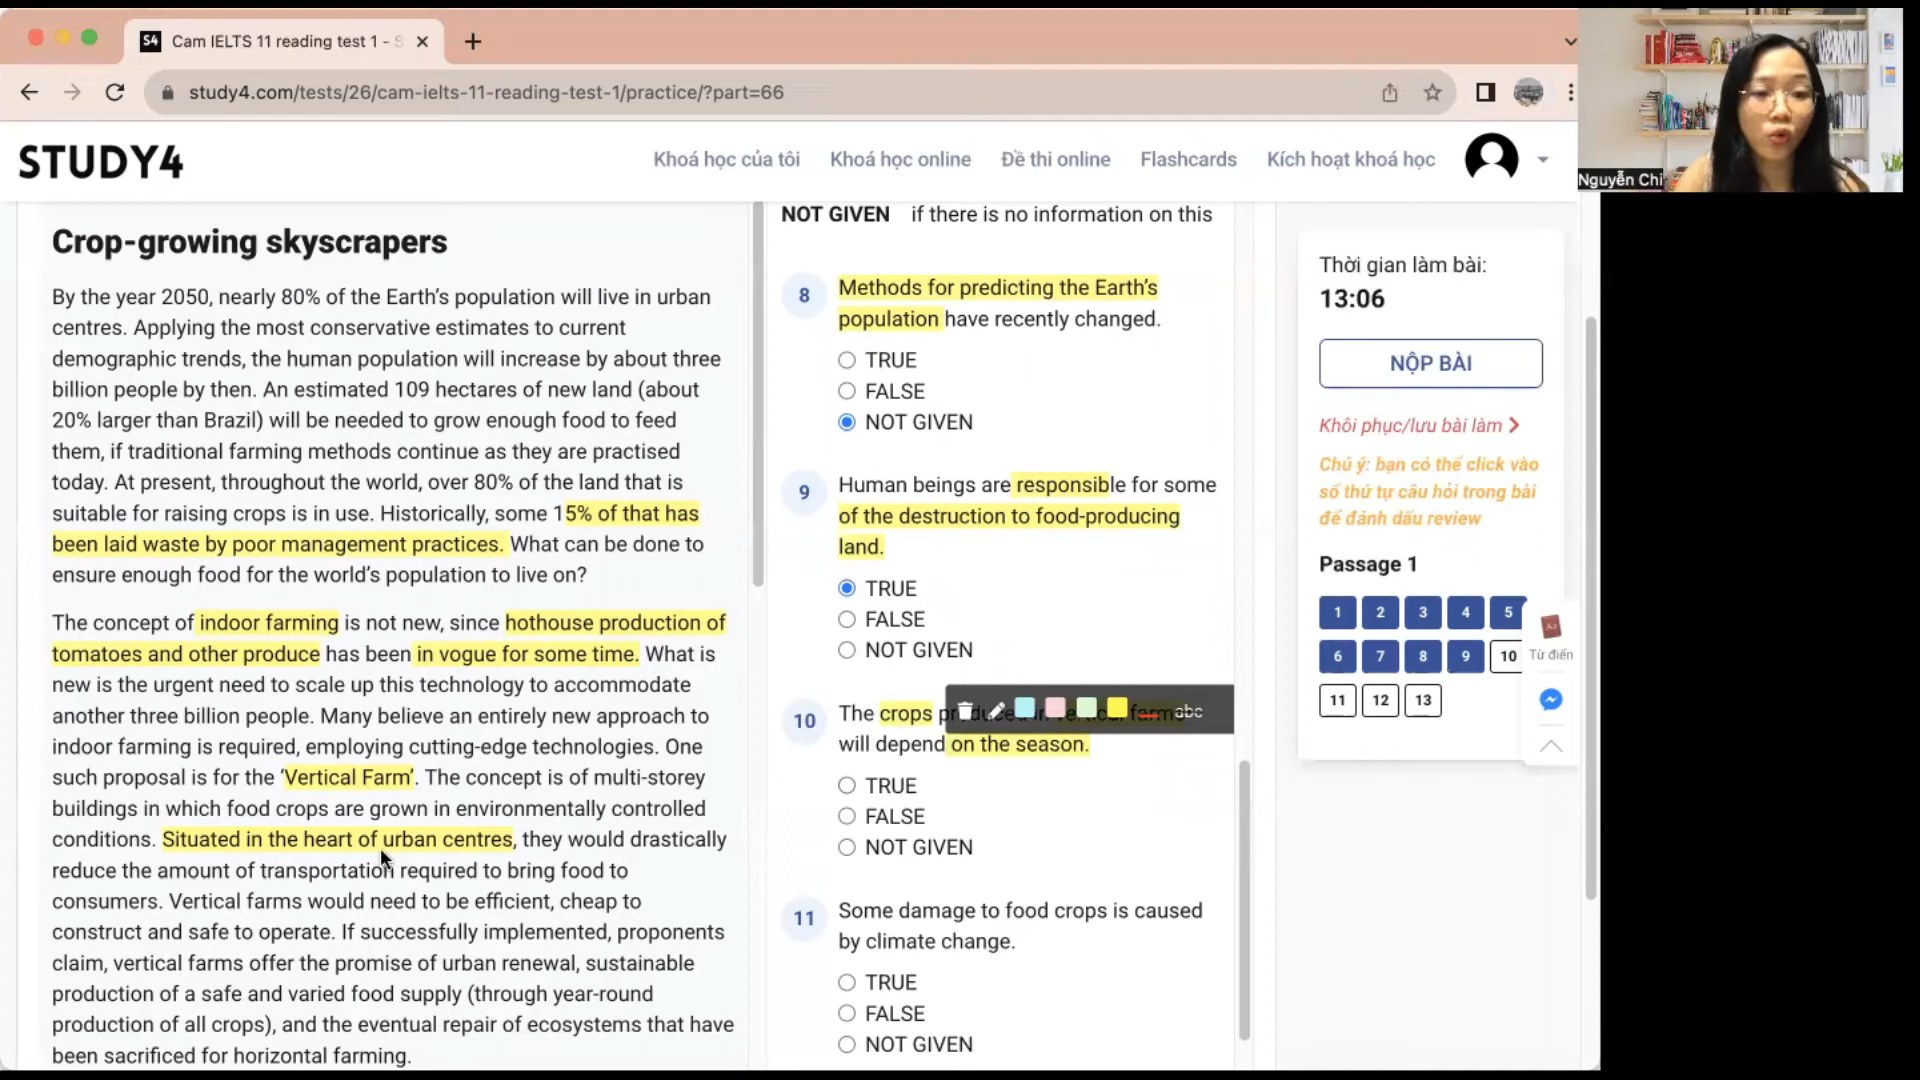 S4 Cam IELTS 11 reading test 1 - S
study4.com/tests/26/cam-ielts-11-reading-test-1/practice/?part=66
STUDY4
Khoá học của tôi
Khoá học online
Đề thi online
Flashcards
Kích hoạt khoá học
Nguyễn Chi
Crop-growing skyscrapers
By the year 2050, nearly 80% of the Earth's population will live in urban
centres. Applying the most conservative estimates to current
demographic trends, the human population will increase by about three
billion people by then. An estimated 109 hectares of new land (about
20% larger than Brazil) will be needed to grow enough food to feed
them, if traditional farming methods continue as they are practised
today. At present, throughout the world, over 80% of the land that is
suitable for raising crops is in use. Historically, some 15% of that has
been laid waste by poor management practices. What can be done to
ensure enough food for the world's population to live on?
The concept of indoor farming is not new, since hothouse production of
tomatoes and other produce has been in vogue for some time. What is
new is the urgent need to scale up this technology to accommodate
another three billion people. Many believe an entirely new approach to
indoor farming is required, employing cutting-edge technologies. One
such proposal is for the ‘Vertical Farm’. The concept is of multi-storey
buildings in which food crops are grown in environmentally controlled
conditions. Situated in the heart of urban centres, they would drastically
reduce the amount of transportation required to bring food to
consumers. Vertical farms would need to be efficient, cheap to
construct and safe to operate. If successfully implemented, proponents
claim, vertical farms offer the promise of urban renewal, sustainable
production of a safe and varied food supply (through year-round
production of all crops), and the eventual repair of ecosystems that have
been sacrificed for horizontal farming.
NOT GIVEN if there is no information on this
8 Methods for predicting the Earth's
population have recently changed.
TRUE
FALSE
NOT GIVEN
9 Human beings are responsible for some
of the destruction to food-producing
land.
TRUE
FALSE
NOT GIVEN
10 The crops produced in vertical farms
abc
will depend on the season.
TRUE
FALSE
NOT GIVEN
11 Some damage to food crops is caused
by climate change.
TRUE
FALSE
NOT GIVEN
Thời gian làm bài:
13:06
NỘP BÀI
Khôi phục/lưu bài làm
Chú ý: bạn có thể click vào
số thứ tự câu hỏi trong bài
để đánh dấu review
Passage 1
1 2 3 4 5
6 7 8 9 10
11 12 13
Từ điển